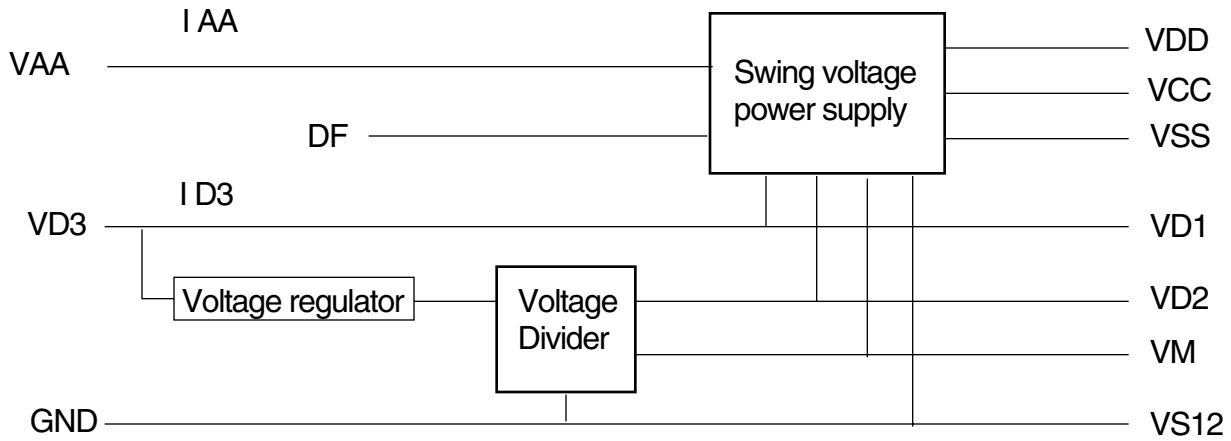 I AA
VAA
Swing voltage
power supply
VDD
VCC
DF
VSS
I D3
VD3
VD1
Voltage regulator
Voltage
Divider
VD2
VM
GND
VS12